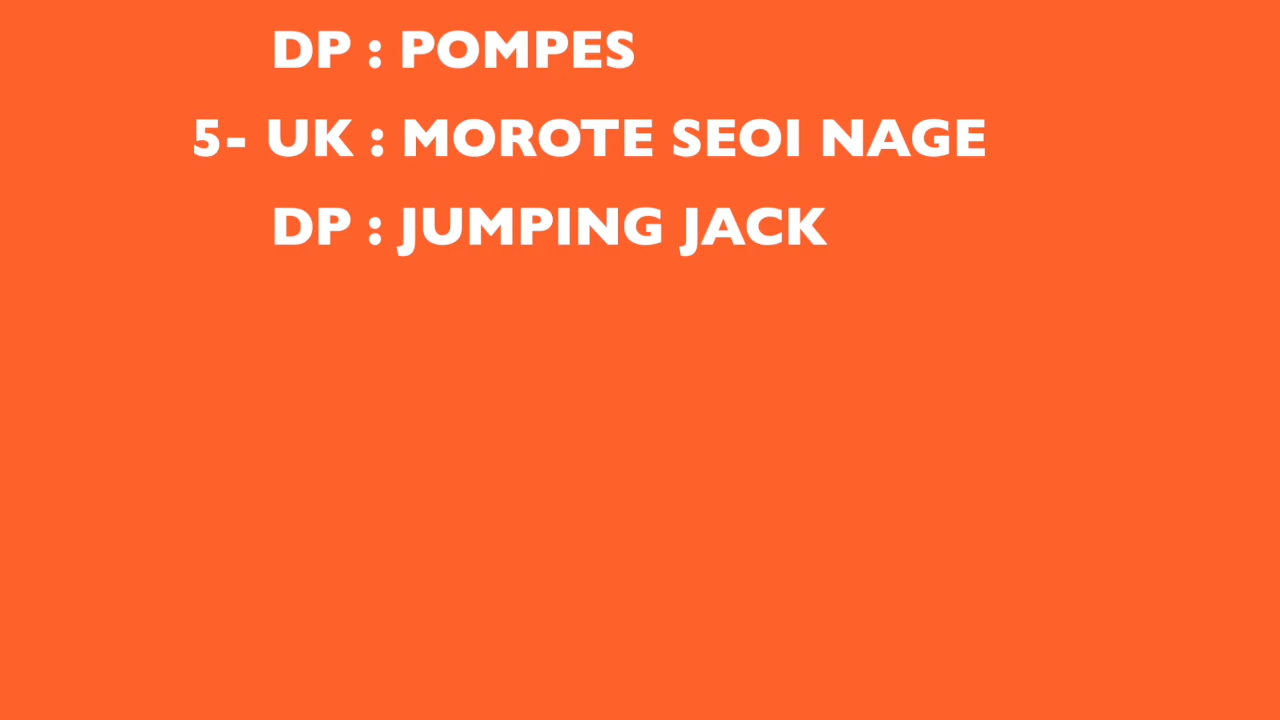 DP : POMPES
5- UK : MOROTE SEOI NAGE
DP : JUMPING JACK